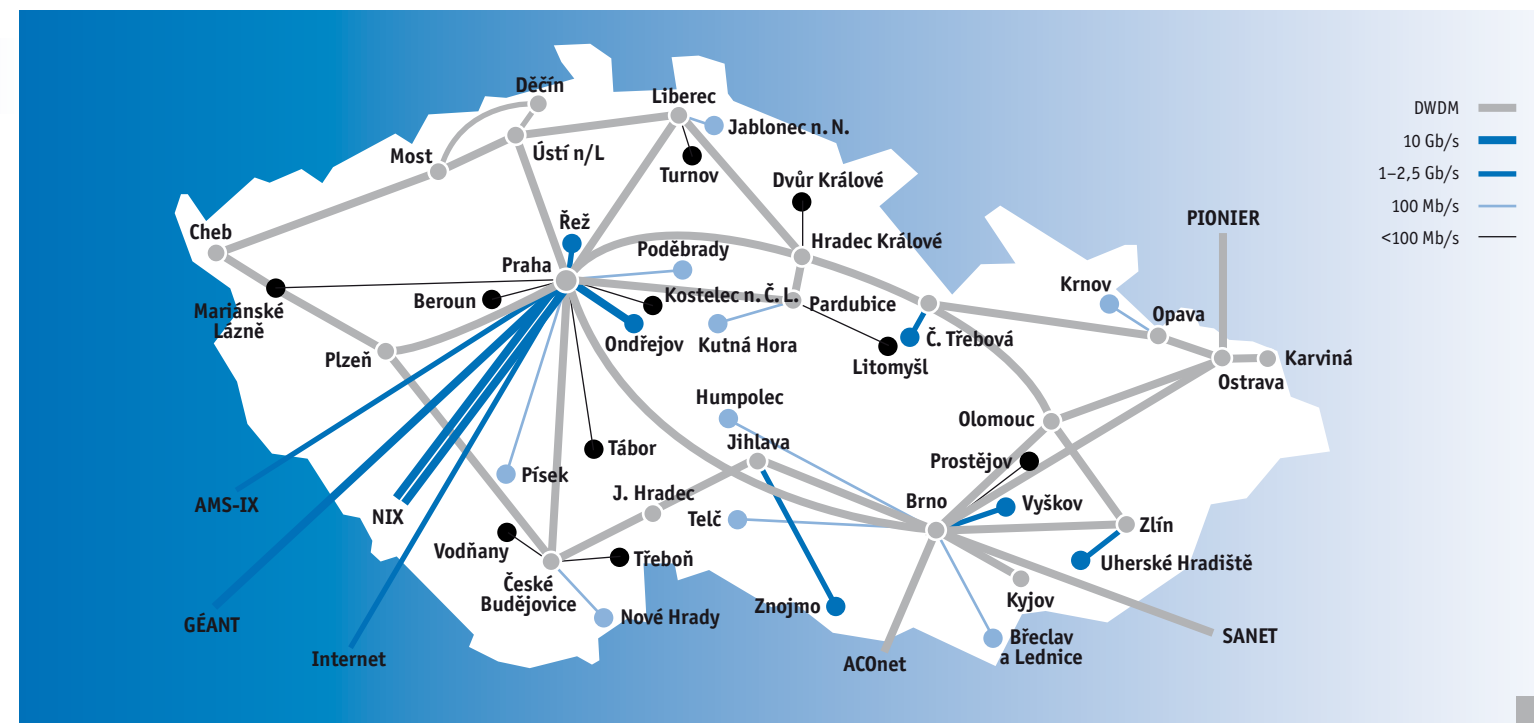 Děčín
Liberec
Jablonec n. N.
Most
Ústí n/L
Turnov
Dvůr Králové
Cheb
Řež
Poděbrady
Hradec Králové
Praha
Mariánské
Lázně
Beroun
Kostelec n. Č. L.
Pardubice
Plzeň
Ondřejov
Kutná Hora
Litomyšl
Č. Třebová
Krnov
Opava
PIONIER
Karviná
Ostrava
Humpolec
Jihlava
Olomouc
Prostějov
Tábor
Písek
J. Hradec
Telč
Brno
Vyškov
Zlín
AMS-IX
NIX
Vodňany
Třeboň
České
Budějovice
Nové Hrady
Znojmo
Kyjov
Uherské Hradiště
Břeclav
a Lednice
GÉANT
Internet
ACOnet
SANET
DWDM
10 Gb/s
1–2,5 Gb/s
100 Mb/s
<100 Mb/s